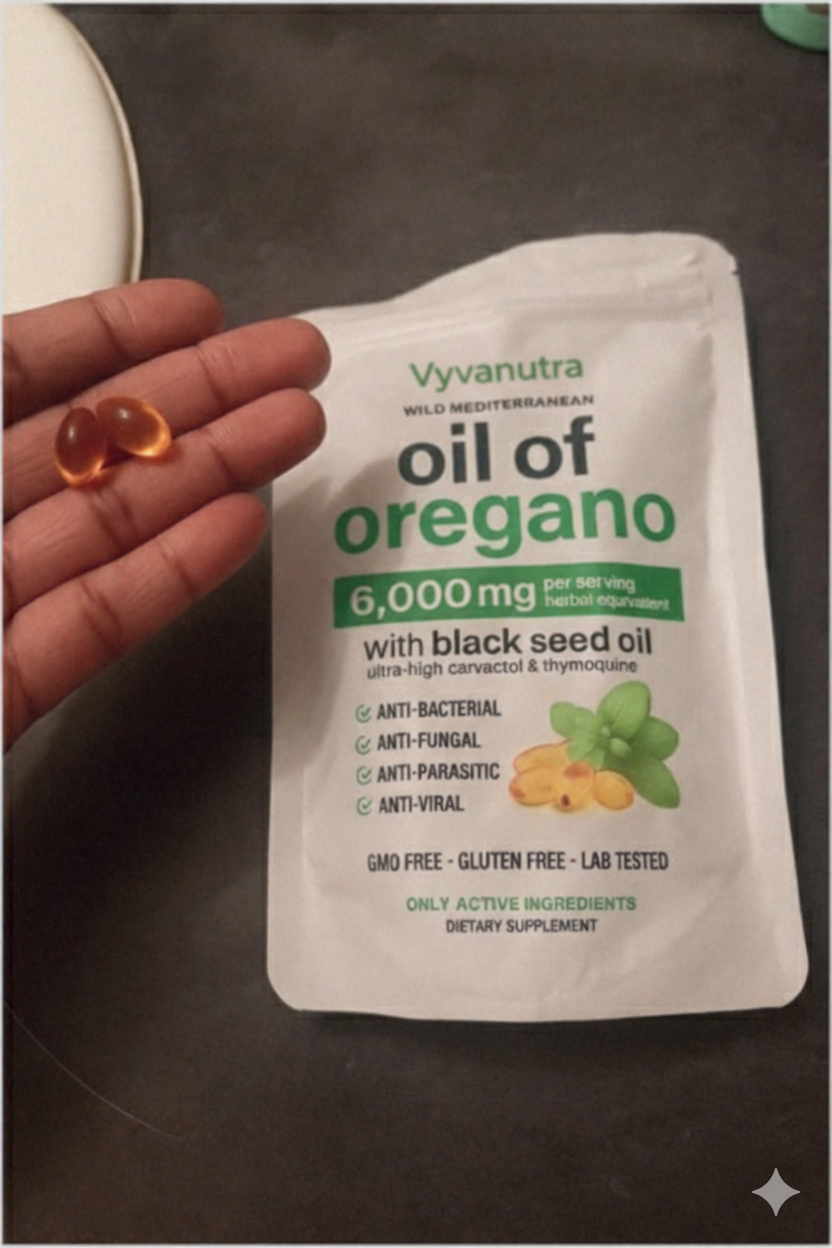 Vyvanutra
WILD MEDITERRANEAN
oil of
oregano
6,000 mg per serving
herbal
with black seed oil
ultra-high carvactol & thymoquine
ANTI-BACTERIAL
ANTI-FUNGAL
ANTI-PARASITIC
ANTI-VIRAL
GMO FREE - GLUTEN FREE - LAB TESTED
ONLY ACTIVE INGREDIENTS
DIETARY SUPPLEMENT